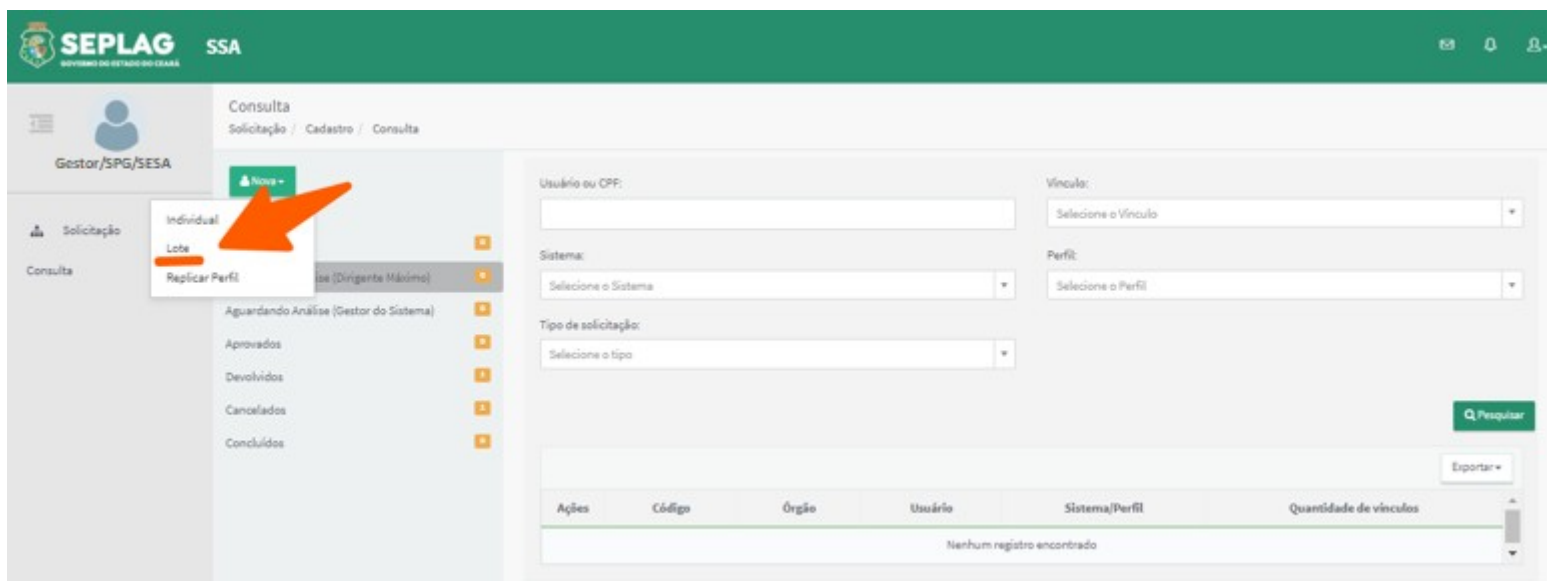 SEPLAG
GOVERNO DO ESTADO DO CEARÁ
SSA
Gestor/SPG/SESA
Solicitação
Consulta
Consulta
Solicitação / Cadastro / Consulta
Nova
Individual
Lote
Replicar Perfil
(Dirigente Máximo)
Aguardando Análise (Gestor do Sistema)
Aprovados
Devolvidos
Cancelados
Concluídos
Usuário ou CPF:
Vínculo:
Selecione o Vínculo
Sistema:
Perfil:
Selecione o Sistema
Selecione o Perfil
Tipo de solicitação:
Selecione o tipo
Pesquisar
Exportar
Ações Código Órgão Usuário Sistema/Perfil Quantidade de vínculos
Nenhum registro encontrado